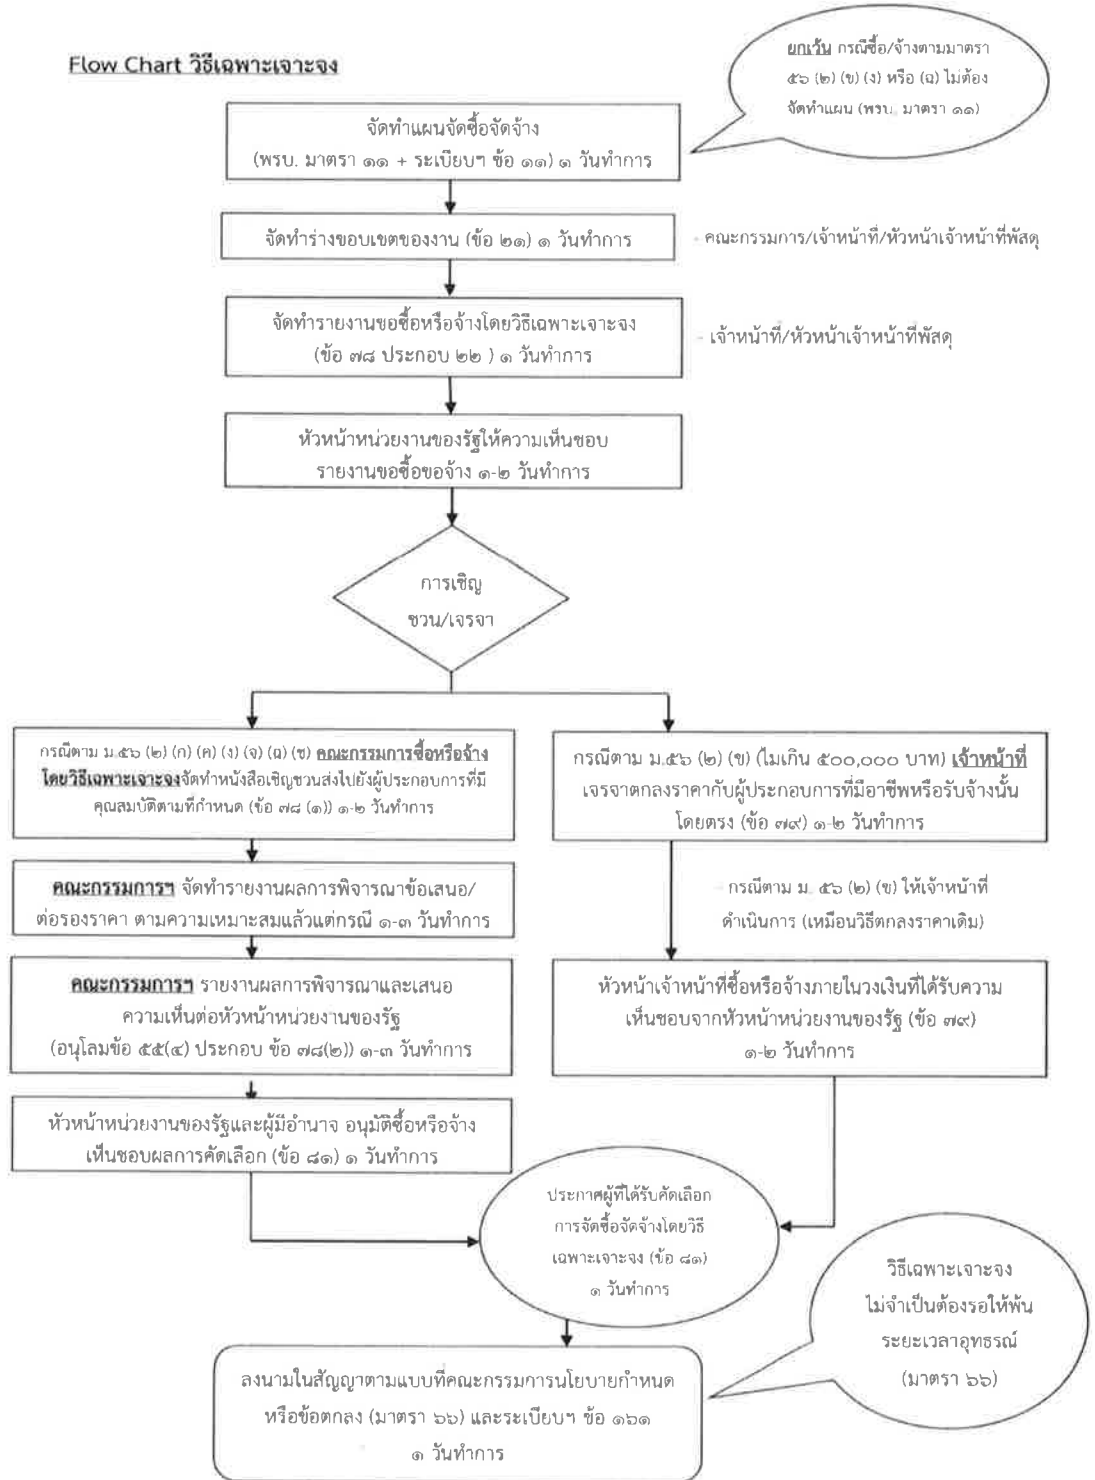 Flow Chart วิธีเฉพาะเจาะจง
ยกเว้น กรณีซื้อ/จ้างตามมาตรา
๕๖ (๒) (ข) (ง) หรือ (ฉ) ไม่ต้อง
จัดทำแผน (พรบ. มาตรา ๑๑)
จัดทำแผนจัดซื้อจัดจ้าง
(พรบ. มาตรา ๑๑ + ระเบียบฯ ข้อ ๑๑) ๑ วันทำการ
จัดทำร่างขอบเขตของงาน (ข้อ ๒๑) ๑ วันทำการ
- คณะกรรมการ/เจ้าหน้าที่/หัวหน้าเจ้าหน้าที่พัสดุ
จัดทำรายงานขอซื้อหรือจ้างโดยวิธีเฉพาะเจาะจง
(ข้อ ๗๘ ประกอบ ๒๒ ) ๑ วันทำการ
- เจ้าหน้าที่/หัวหน้าเจ้าหน้าที่พัสดุ
หัวหน้าหน่วยงานของรัฐให้ความเห็นชอบ
รายงานขอซื้อขอจ้าง ๑-๒ วันทำการ
การเชิญ
ชวน/เจรจา
กรณีตาม ม.๕๖ (๒) (ก) (ค) (ง) (จ) (ฉ) (ช) คณะกรรมการซื้อหรือจ้าง
โดยวิธีเฉพาะเจาะจงจัดทำหนังสือเชิญชวนส่งไปยังผู้ประกอบการที่มี
คุณสมบัติตามที่กำหนด (ข้อ ๗๘ (๑)) ๑-๒ วันทำการ
กรณีตาม ม.๕๖ (๒) (ข) (ไม่เกิน ๕๐๐,๐๐๐ บาท) เจ้าหน้าที่
เจรจาตกลงราคากับผู้ประกอบการที่มีอาชีพหรือรับจ้างนั้น
โดยตรง (ข้อ ๗๙) ๑-๒ วันทำการ
คณะกรรมการฯ จัดทำรายงานผลการพิจารณาข้อเสนอ/
ต่อรองราคา ตามความเหมาะสมแล้วแต่กรณี ๑-๓ วันทำการ
- กรณีตาม ม. ๕๖ (๒) (ข) ให้เจ้าหน้าที่
ดำเนินการ (เหมือนวิธีตกลงราคาเดิม)
คณะกรรมการฯ รายงานผลการพิจารณาและเสนอ
ความเห็นต่อหัวหน้าหน่วยงานของรัฐ
(อนุโลมข้อ ๕๕(๔) ประกอบ ข้อ ๗๘(๒)) ๑-๓ วันทำการ
หัวหน้าเจ้าหน้าที่ซื้อหรือจ้างภายในวงเงินที่ได้รับความ
เห็นชอบจากหัวหน้าหน่วยงานของรัฐ (ข้อ ๗๙)
๑-๒ วันทำการ
หัวหน้าหน่วยงานของรัฐและผู้มีอำนาจ อนุมัติซื้อหรือจ้าง
เห็นชอบผลการคัดเลือก (ข้อ ๘๑) ๑ วันทำการ
ประกาศผู้ที่ได้รับคัดเลือก
การจัดซื้อจัดจ้างโดยวิธี
เฉพาะเจาะจง (ข้อ ๘๑)
๑ วันทำการ
วิธีเฉพาะเจาะจง
ไม่จำเป็นต้องรอให้พ้น
ระยะเวลาอุทธรณ์
(มาตรา ๖๖)
ลงนามในสัญญาตามแบบที่คณะกรรมการนโยบายกำหนด
หรือข้อตกลง (มาตรา ๖๖) และระเบียบฯ ข้อ ๑๖๑
๑ วันทำการ